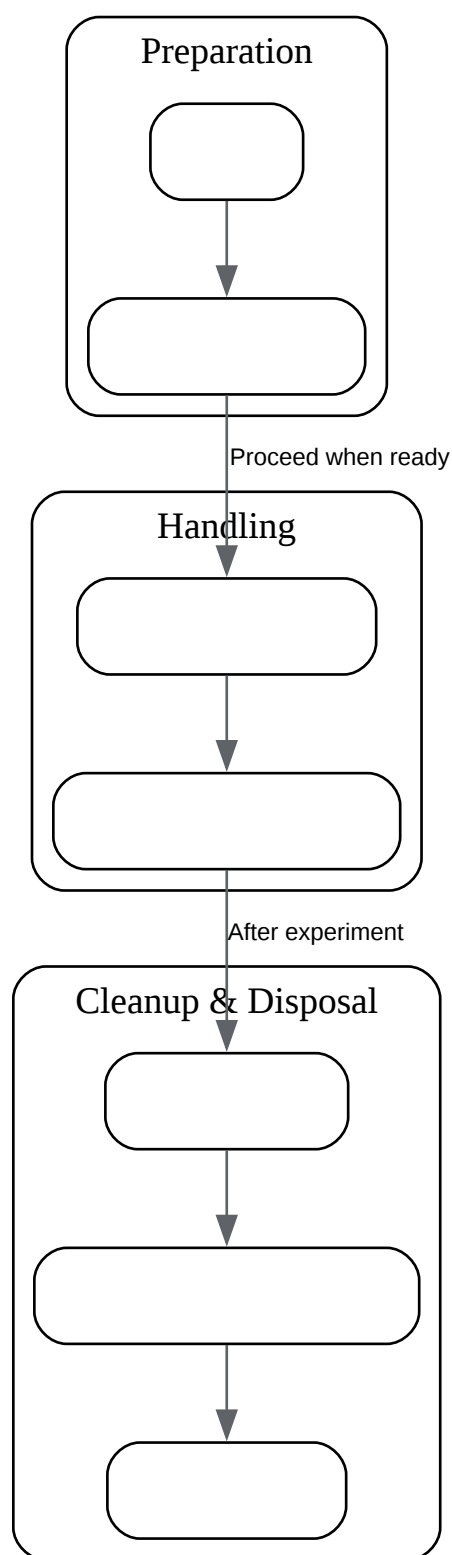 Preparation
Proceed when ready
Handling
After experiment
Cleanup & Disposal